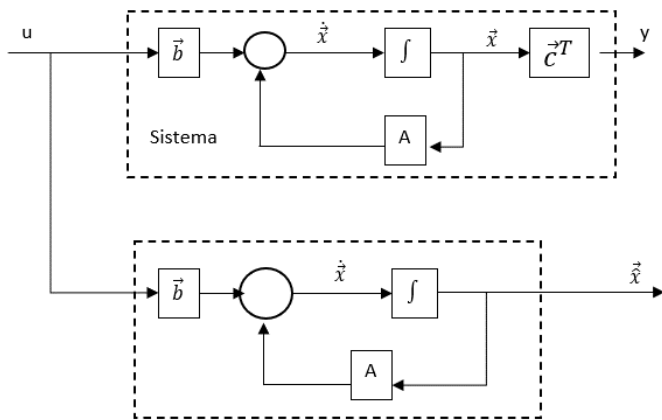 u
b⃗
ẋ⃗
∫
x⃗
c⃗ᵀ
y
A
Sistema
b⃗
ẋ⃗
∫
x̂⃗
A